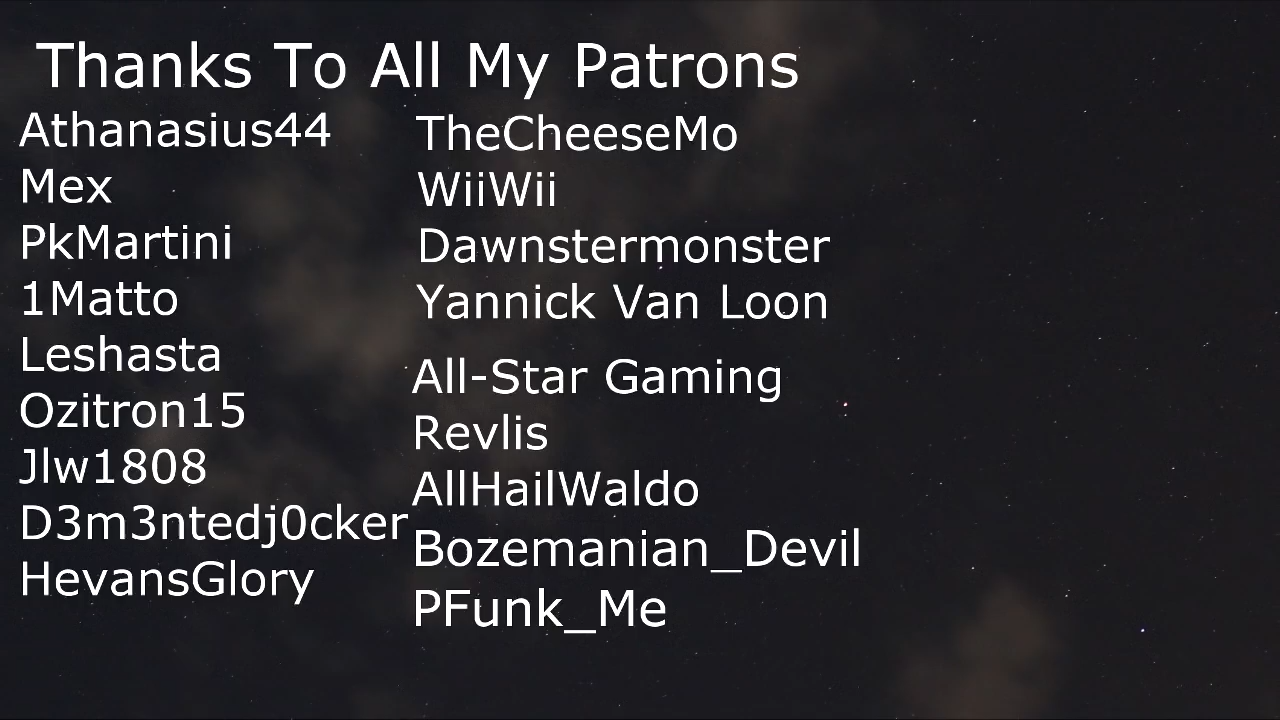 Thanks To All My Patrons
Athanasius44
Mex
PkMartini
1Matto
Leshasta
Ozitron15
Jlw1808
D3m3ntedj0cker
HevansGlory
TheCheeseMo
WiiWii
Dawnstermonster
Yannick Van Loon
All-Star Gaming
Revlis
AllHailWaldo
Bozemanian_Devil
PFunk_Me